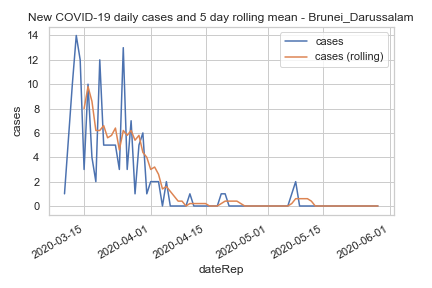 New COVID-19 daily cases and 5 day rolling mean - Brunei_Darussalam
cases
cases (rolling)
14
12
10
8
6
4
2
0
cases
2020-03-15
2020-04-01
2020-04-15
2020-05-01
2020-05-15
2020-06-01
dateRep